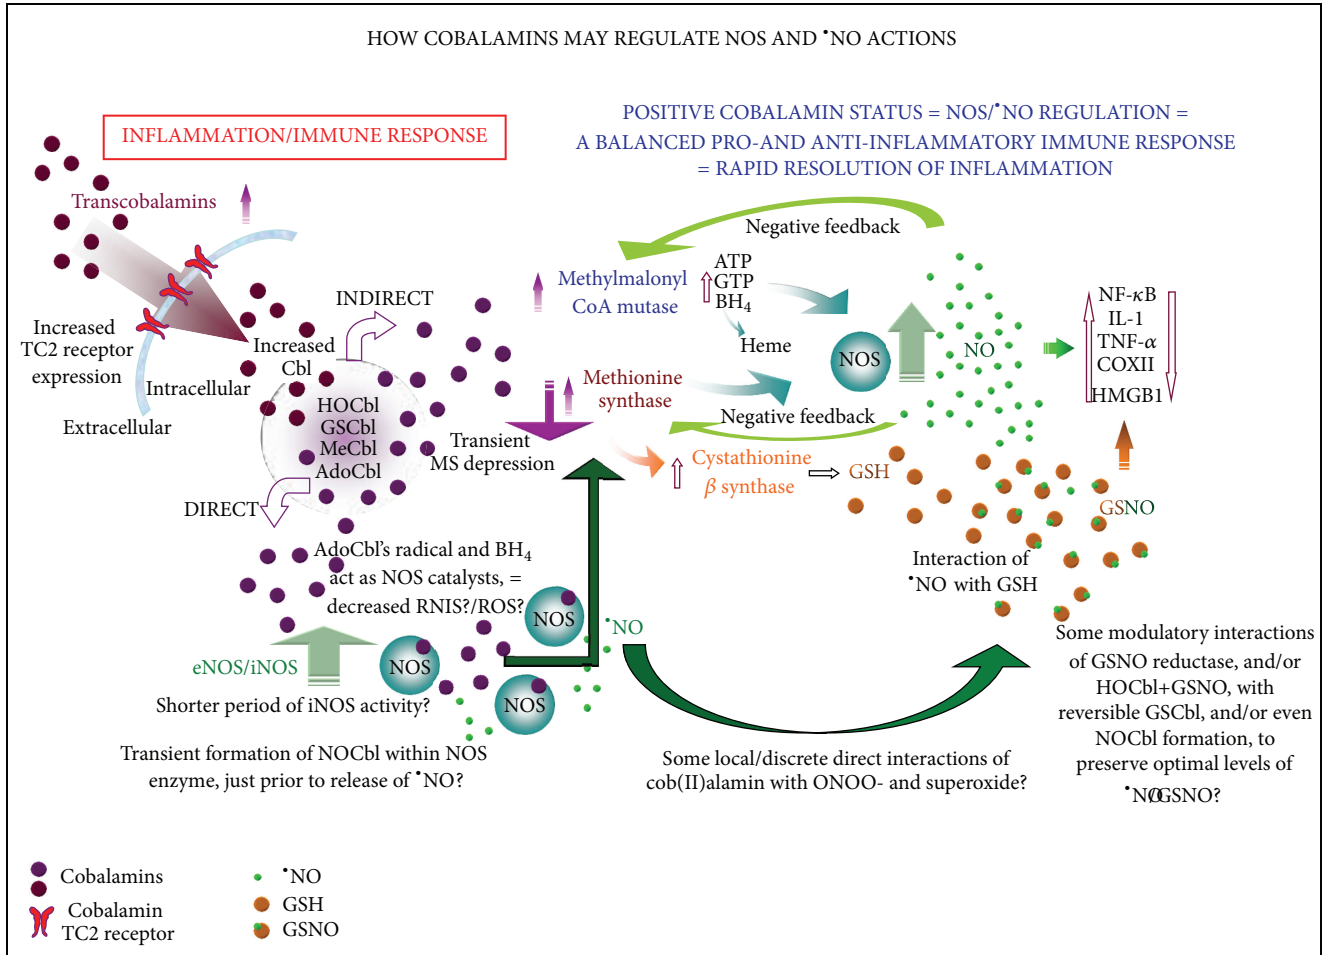 HOW COBALAMINS MAY REGULATE NOS AND •NO ACTIONS
INFLAMMATION/IMMUNE RESPONSE
POSITIVE COBALAMIN STATUS = NOS/•NO REGULATION =
A BALANCED PRO-AND ANTI-INFLAMMATORY IMMUNE RESPONSE
= RAPID RESOLUTION OF INFLAMMATION
Transcobalamins
Increased
TC2 receptor
expression
Intracellular
Extracellular
Increased
Cbl
HOCbl
GSCbl
MeCbl
AdoCbl
INDIRECT
DIRECT
Negative feedback
Methylmalonyl
CoA mutase
ATP
GTP
BH4
Heme
NOS
NO
NF-κB
IL-1
TNF-α
COXII
HMGB1
Methionine
synthase
Negative feedback
Transient
MS depression
Cystathionine
β synthase
GSH
GSNO
Interaction of
•NO with GSH
AdoCbl's radical and BH4
act as NOS catalysts, =
decreased RNIS?/ROS?
NOS
•NO
eNOS/iNOS
NOS
NOS
Shorter period of iNOS activity?
Transient formation of NOCbl within NOS
enzyme, just prior to release of •NO?
Some local/discrete direct interactions of
cob(II)alamin with ONOO- and superoxide?
Some modulatory interactions
of GSNO reductase, and/or
HOCbl+GSNO, with
reversible GSCbl, and/or even
NOCbl formation, to
preserve optimal levels of
•NO/GSNO?
Cobalamins
Cobalamin
TC2 receptor
•NO
GSH
GSNO